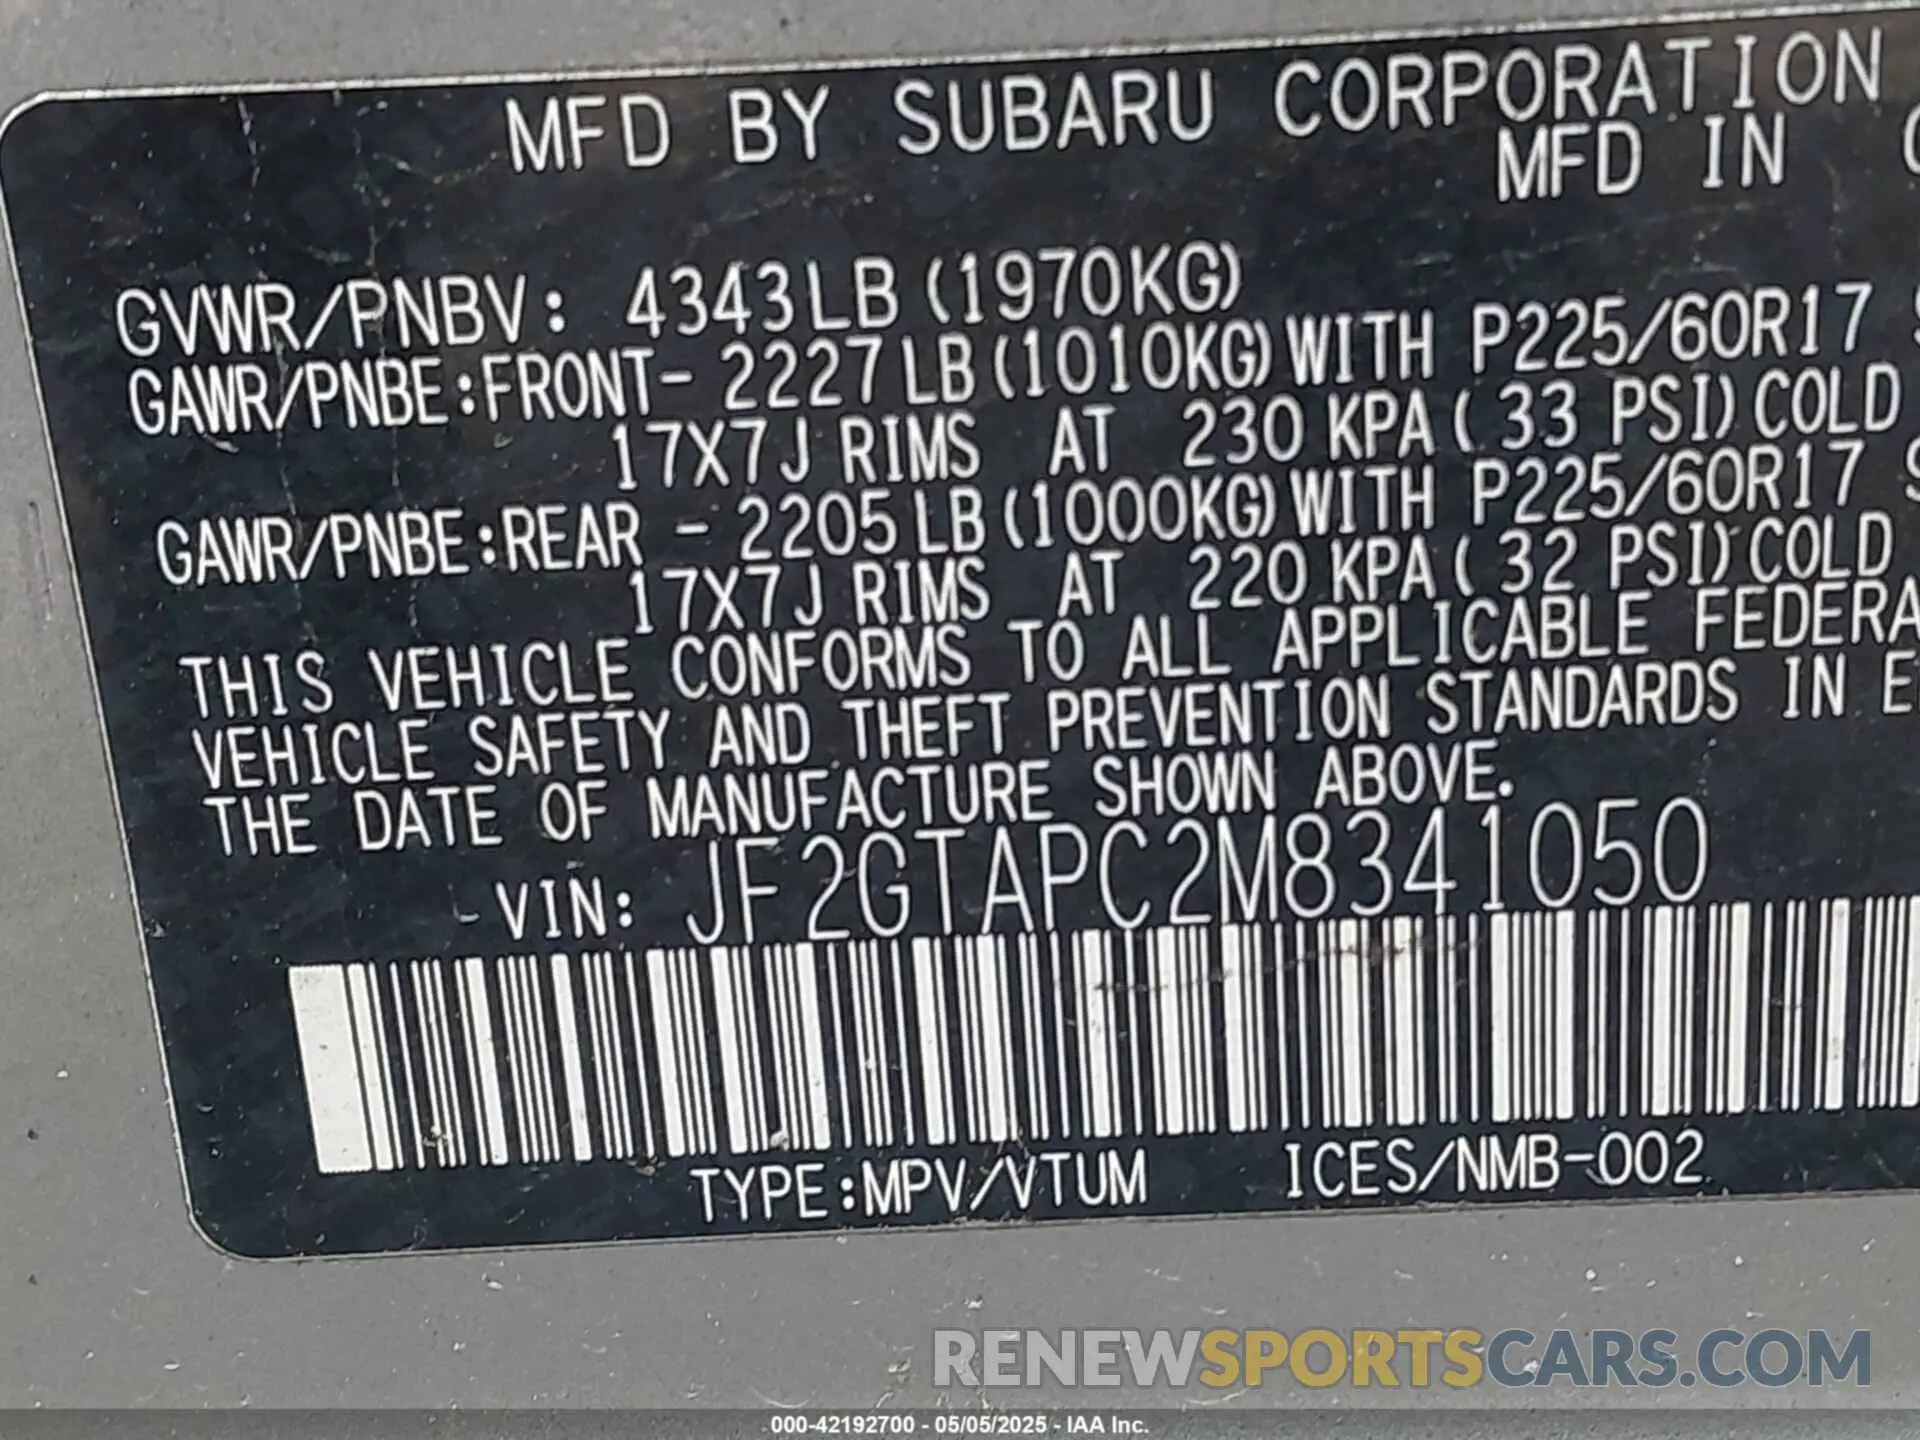 MFD BY SUBARU CORPORATION
MFD IN
GVWR/PNBV: 4343LB (1970KG)
GAWR/PNBE:FRONT- 2227LB (1010KG) WITH P225/60R17
17X7J RIMS AT 230 KPA ( 33 PSI) COLD
GAWR/PNBE:REAR - 2205LB (1000KG) WITH P225/60R17
17X7J RIMS AT 220 KPA ( 32 PSI) COLD
THIS VEHICLE CONFORMS TO ALL APPLICABLE FEDERA
VEHICLE SAFETY AND THEFT PREVENTION STANDARDS IN E
THE DATE OF MANUFACTURE SHOWN ABOVE.
VIN: JF2GTAPC2M8341050
TYPE:MPV/VTUM ICES/NMB-002
RENEWSPORTSCARS.COM
000-42192700 - 05/05/2025 - IAA Inc.